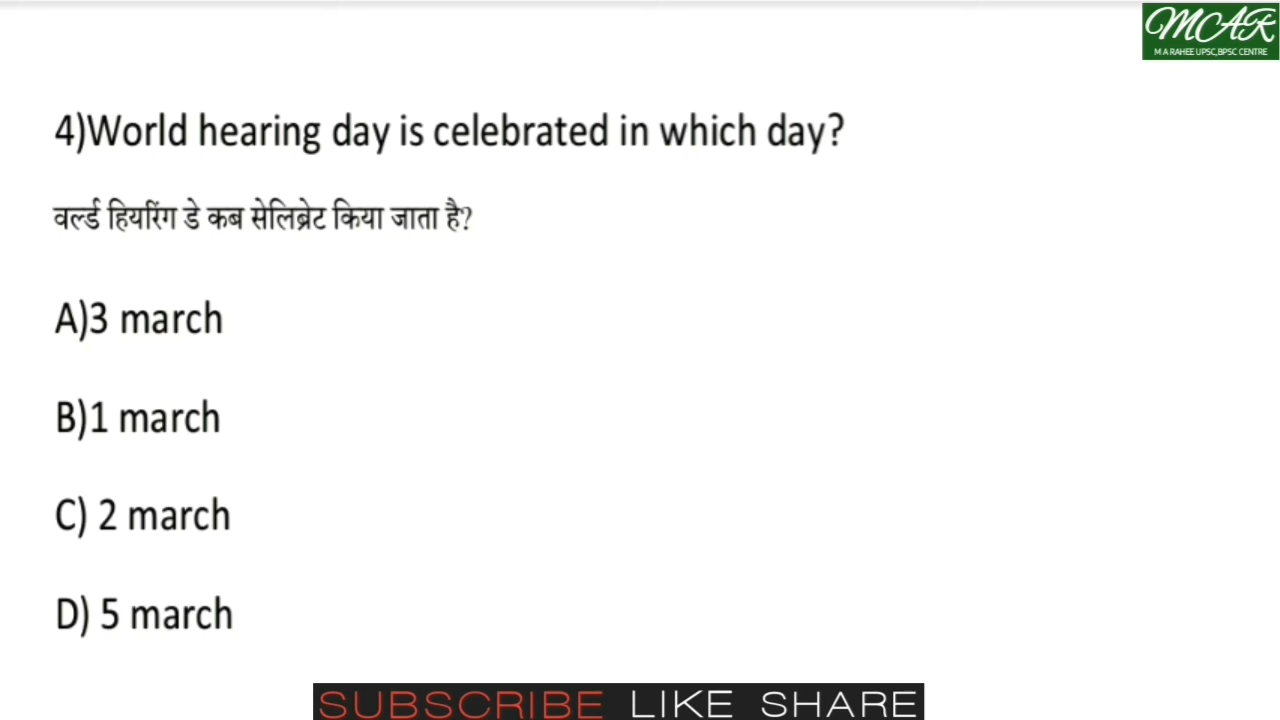 MCAR
M A RAHEE UPSC,BPSC CENTRE
4)World hearing day is celebrated in which day?
वर्ल्ड हियरिंग डे कब सेलिब्रेट किया जाता है?
A)3 march
B)1 march
C) 2 march
D) 5 march
SUBSCRIBE LIKE SHARE